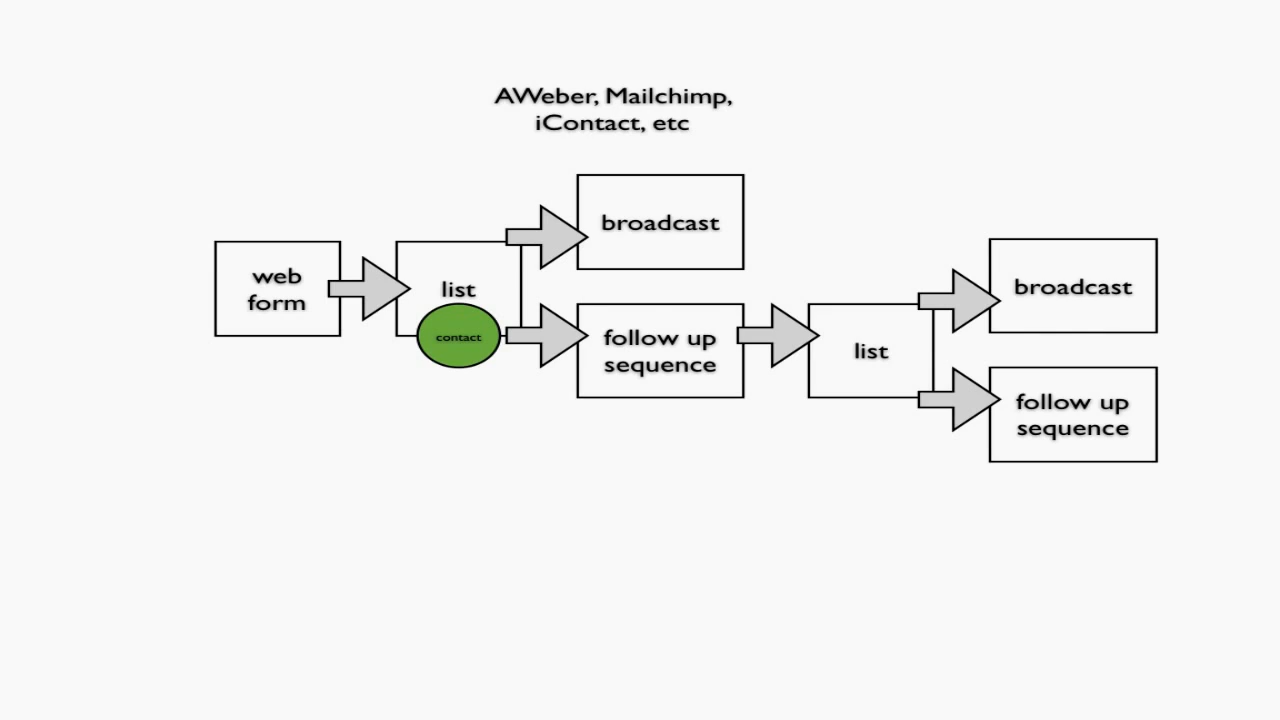 AWeber, Mailchimp,
iContact, etc
broadcast
web
form
list
contact
follow up
sequence
list
broadcast
follow up
sequence